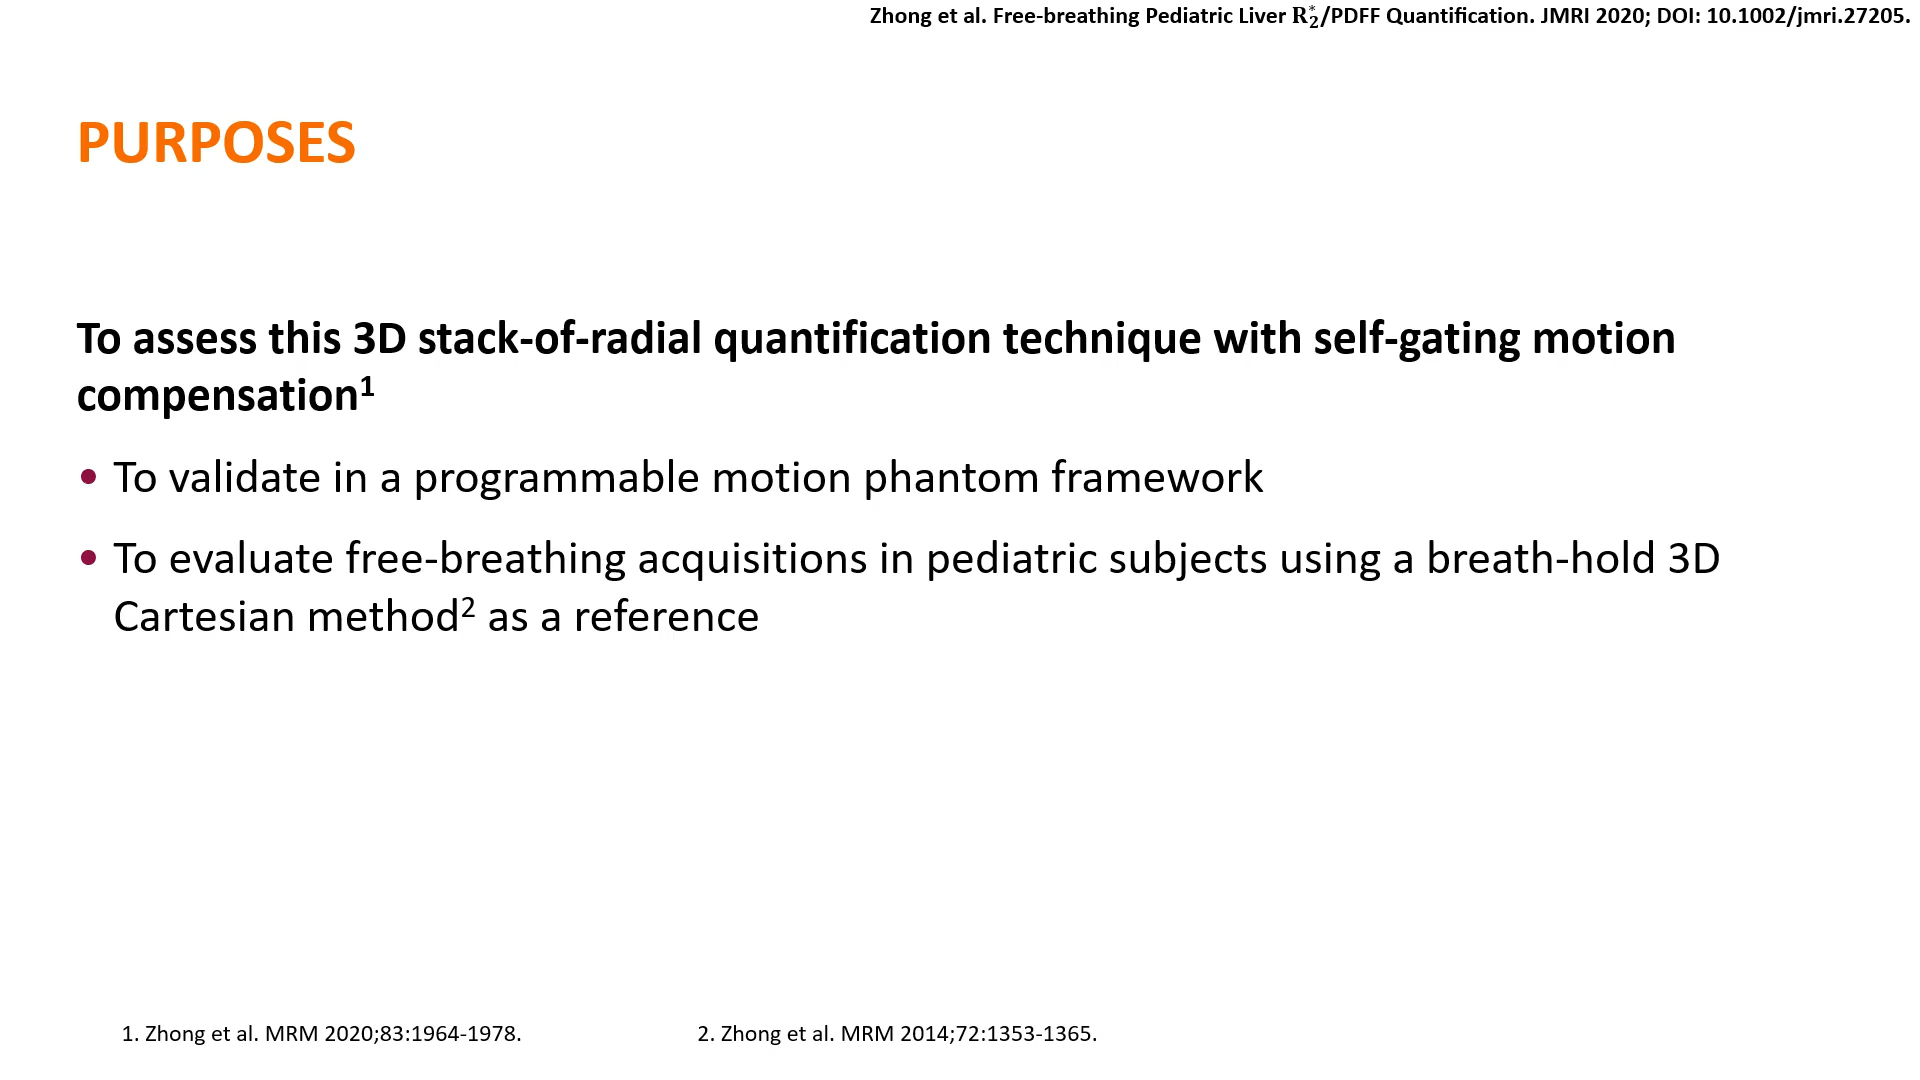 Zhong et al. Free-breathing Pediatric Liver R₂*/PDFF Quantification. JMRI 2020; DOI: 10.1002/jmri.27205.
PURPOSES
To assess this 3D stack-of-radial quantification technique with self-gating motion
compensation¹
• To validate in a programmable motion phantom framework
• To evaluate free-breathing acquisitions in pediatric subjects using a breath-hold 3D
Cartesian method² as a reference
1. Zhong et al. MRM 2020;83:1964-1978.
2. Zhong et al. MRM 2014;72:1353-1365.